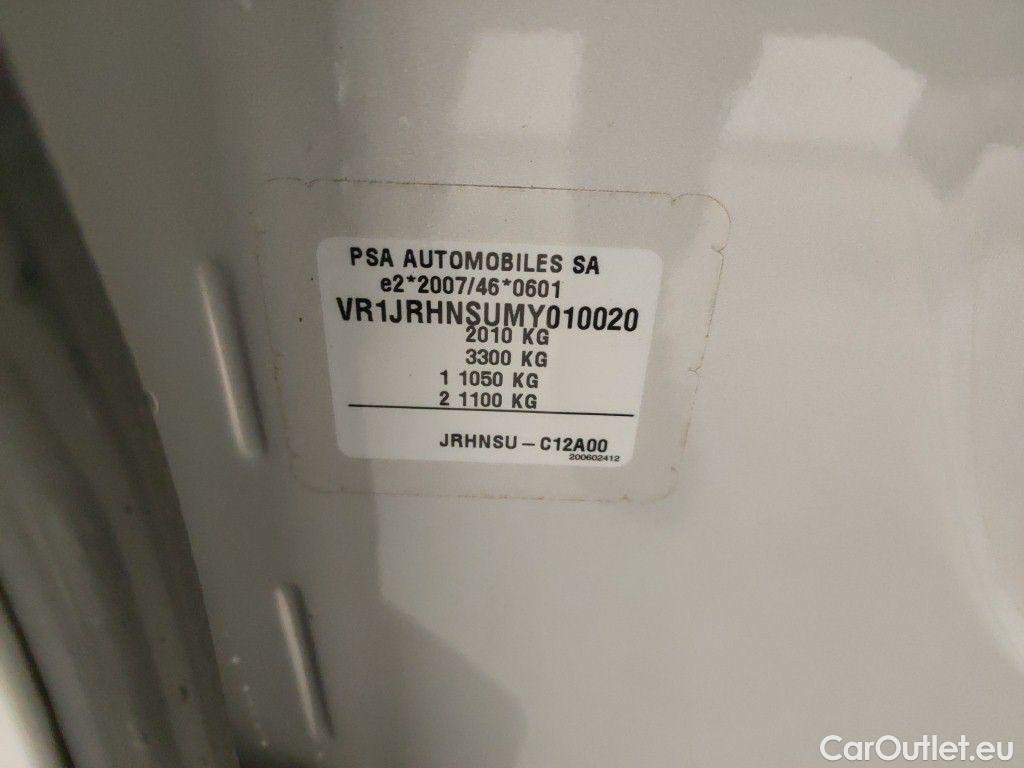 PSA AUTOMOBILES SA
e2*2007/46*0601
VR1JRHNSUMY010020
2010 KG
3300 KG
1 1050 KG
2 1100 KG
JRHNSU – C12A00
200602412
CarOutlet.eu